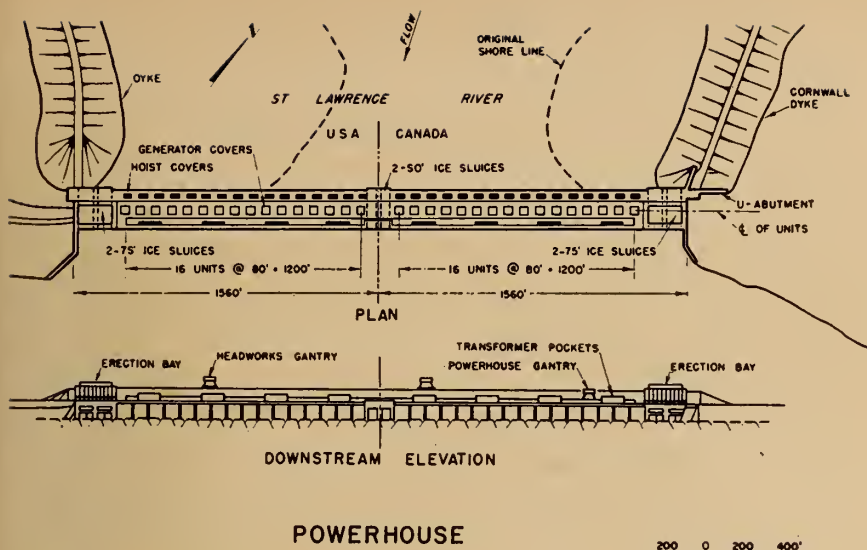 FLOW
ORIGINAL
SHORE LINE
DYKE
ST LAWRENCE RIVER
CORNWALL
DYKE
USA CANADA
GENERATOR COVERS
HOIST COVERS
2-50' ICE SLUICES
U-ABUTMENT
℄ OF UNITS
2-75' ICE SLUICES
2-75' ICE SLUICES
16 UNITS @ 80' = 1200'
16 UNITS @ 80' = 1200'
1560'
1560'
PLAN
ERECTION BAY
HEADWORKS GANTRY
TRANSFORMER POCKETS
POWERHOUSE GANTRY
ERECTION BAY
DOWNSTREAM ELEVATION
POWERHOUSE
200 0 200 400'